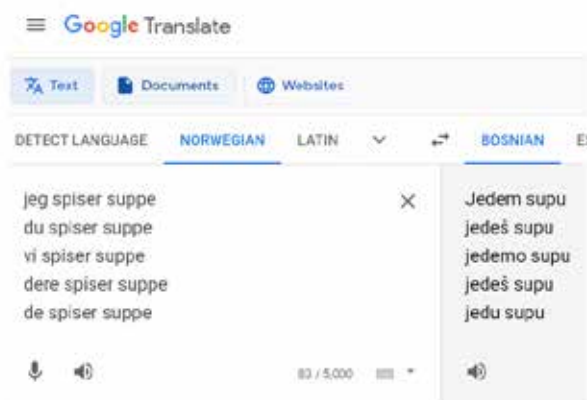 Google Translate
Text Documents Websites
DETECT LANGUAGE NORWEGIAN LATIN BOSNIAN
jeg spiser suppe
du spiser suppe
vi spiser suppe
dere spiser suppe
de spiser suppe
83 / 5,000
Jedem supu
jedeš supu
jedemo supu
jedeš supu
jedu supu